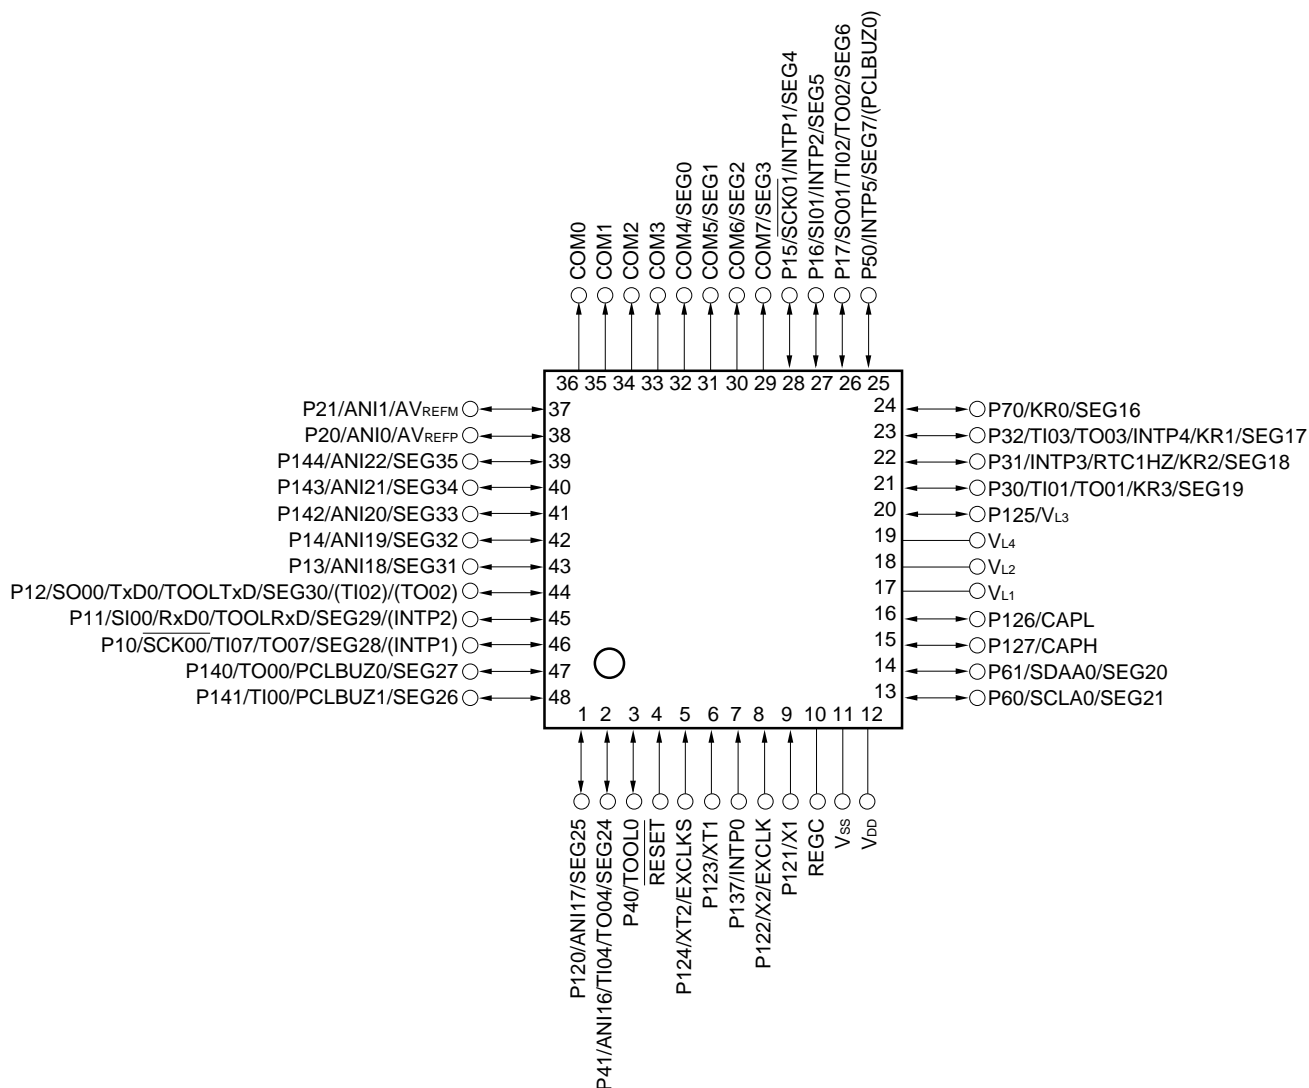 COM0
COM1
COM2
COM3
COM4/SEG0
COM5/SEG1
COM6/SEG2
COM7/SEG3
P15/SCK01/INTP1/SEG4
P16/SI01/INTP2/SEG5
P17/SO01/TI02/TO02/SEG6
P50/INTP5/SEG7/(PCLBUZ0)
36 35 34 33 32 31 30 29 28 27 26 25
P21/ANI1/AVREFM 37
P20/ANI0/AVREFP 38
P144/ANI22/SEG35 39
P143/ANI21/SEG34 40
P142/ANI20/SEG33 41
P14/ANI19/SEG32 42
P13/ANI18/SEG31 43
P12/SO00/TxD0/TOOLTxD/SEG30/(TI02)/(TO02) 44
P11/SI00/RxD0/TOOLRxD/SEG29/(INTP2) 45
P10/SCK00/TI07/TO07/SEG28/(INTP1) 46
P140/TO00/PCLBUZ0/SEG27 47
P141/TI00/PCLBUZ1/SEG26 48
24 P70/KR0/SEG16
23 P32/TI03/TO03/INTP4/KR1/SEG17
22 P31/INTP3/RTC1HZ/KR2/SEG18
21 P30/TI01/TO01/KR3/SEG19
20 P125/VL3
19 VL4
18 VL2
17 VL1
16 P126/CAPL
15 P127/CAPH
14 P61/SDAA0/SEG20
13 P60/SCLA0/SEG21
1 2 3 4 5 6 7 8 9 10 11 12
P120/ANI17/SEG25
P41/ANI16/TI04/TO04/SEG24
P40/TOOL0
RESET
P124/XT2/EXCLKS
P123/XT1
P137/INTP0
P122/X2/EXCLK
P121/X1
REGC
VSS
VDD